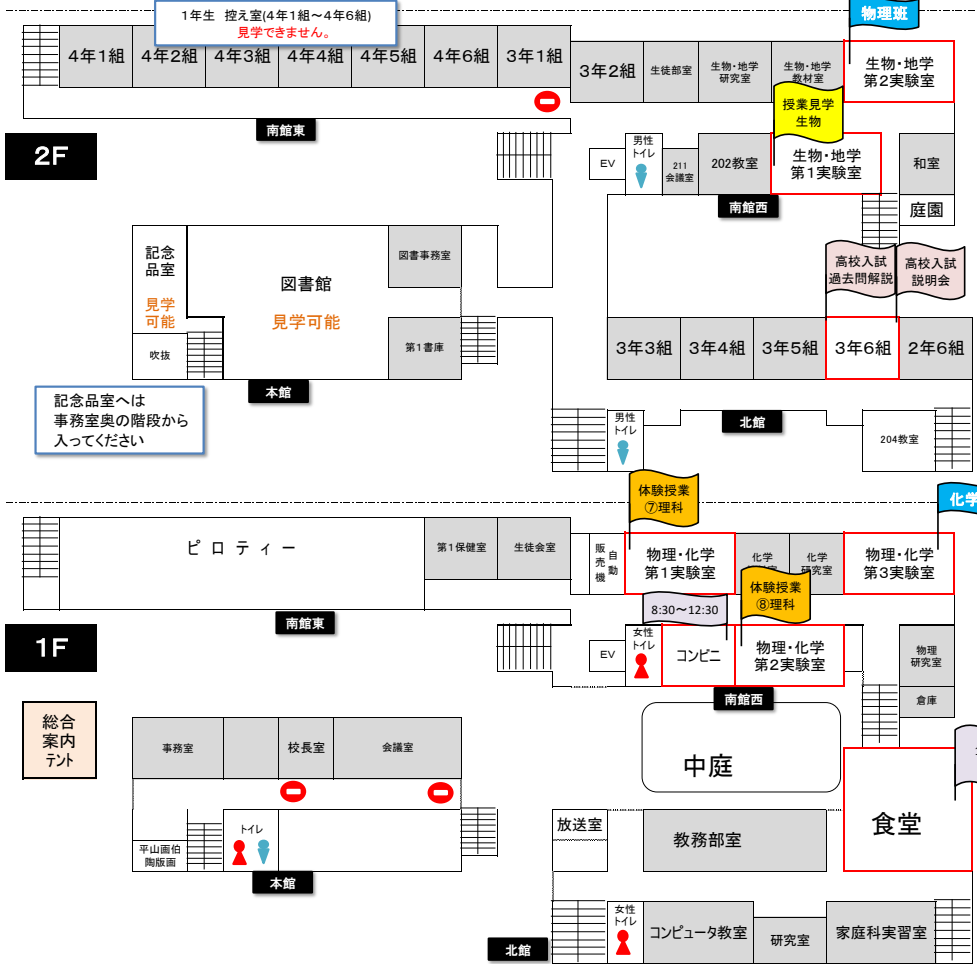 1年生 控え室(4年1組～4年6組)
見学できません。
物理班
4年1組
4年2組
4年3組
4年4組
4年5組
4年6組
3年1組
3年2組
生徒部室
生物・地学
研究室
生物・地学
教材室
生物・地学
第2実験室
授業見学
生物
南館東
2F
EV
男性
トイレ
211
会議室
202教室
生物・地学
第1実験室
和室
南館西
庭園
記念
品室
見学
可能
吹抜
図書館
見学可能
図書事務室
第1書庫
高校入試
過去問解説
高校入試
説明会
3年3組
3年4組
3年5組
3年6組
2年6組
本館
記念品室へは
事務室奥の階段から
入ってください
男性
トイレ
北館
204教室
体験授業
⑦理科
化学
ピロティー
第1保健室
生徒会室
自動
販売機
物理・化学
第1実験室
化学
化学
研究室
物理・化学
第3実験室
体験授業
⑧理科
8:30～12:30
南館東
1F
EV
女性
トイレ
コンビニ
物理・化学
第2実験室
物理
研究室
倉庫
南館西
総合
案内
テント
事務室
校長室
会議室
中庭
食堂
平山画伯
陶版画
トイレ
本館
放送室
教務部室
女性
トイレ
コンピュータ教室
研究室
家庭科実習室
北館